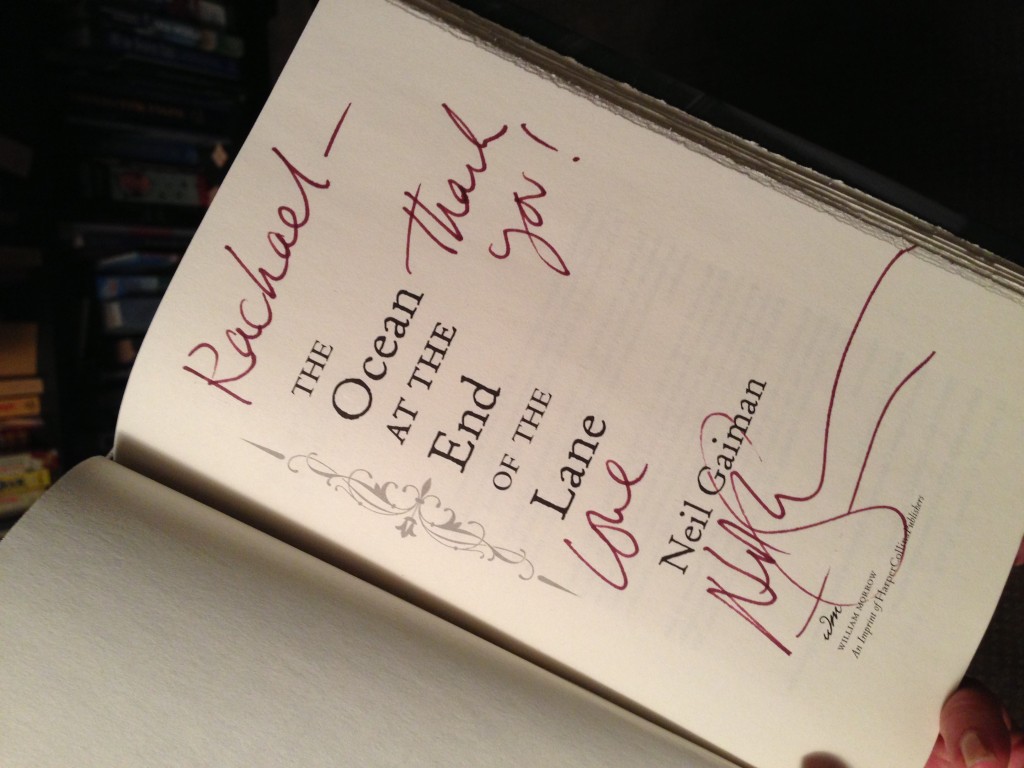 Rachael –
Thank
you!
THE
Ocean
AT THE
End
OF THE
Lane
Love
Neil Gaiman
wm
WILLIAM MORROW
An Imprint of HarperCollinsPublishers